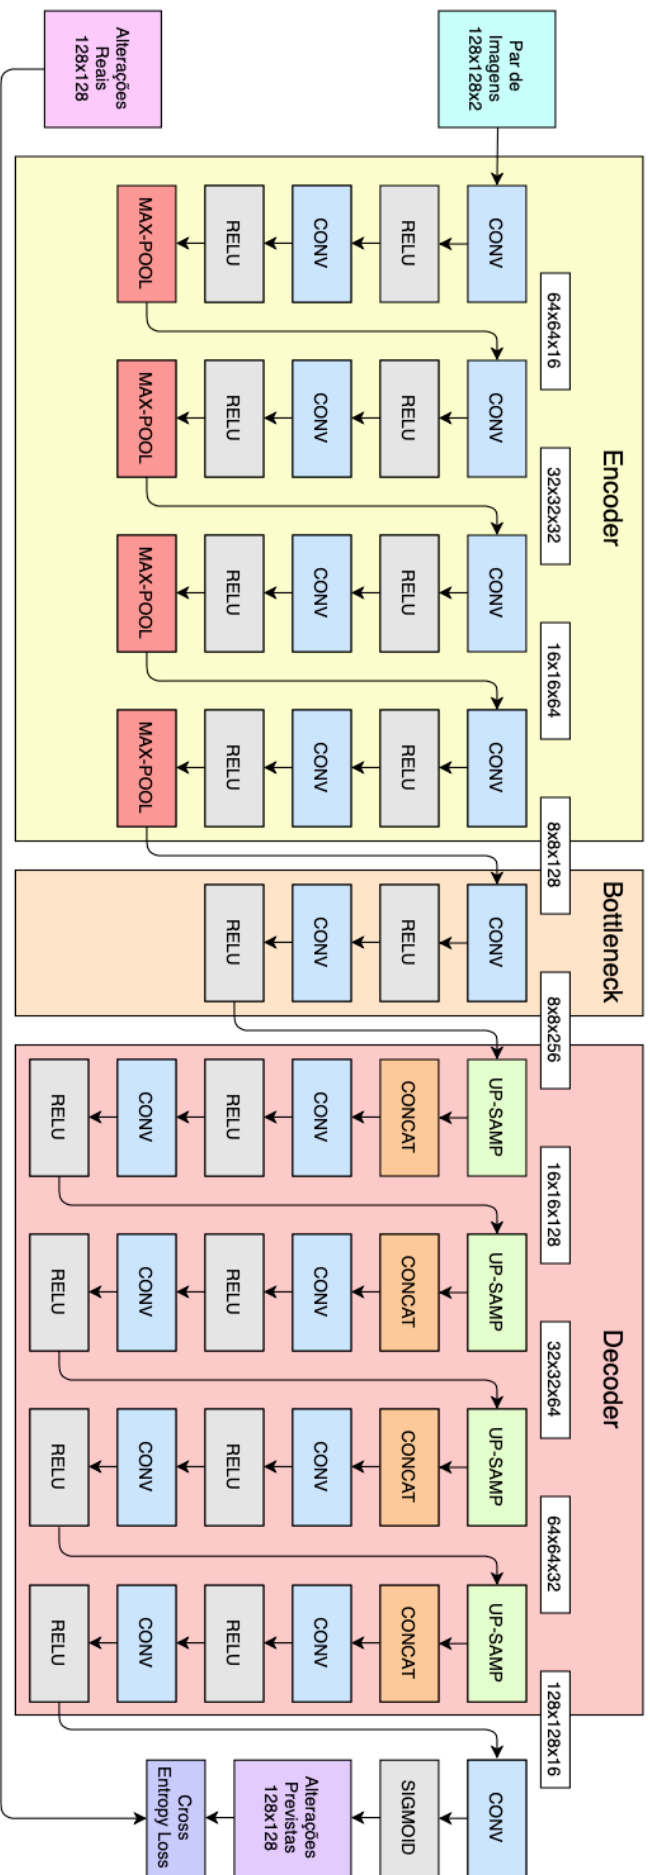 Par de
Imagens
128x128x2
Alterações
Reais
128x128
Encoder
64x64x16
32x32x32
16x16x64
8x8x128
CONV
RELU
CONV
RELU
MAX-POOL
CONV
RELU
CONV
RELU
MAX-POOL
CONV
RELU
CONV
RELU
MAX-POOL
CONV
RELU
CONV
RELU
MAX-POOL
Bottleneck
8x8x256
CONV
RELU
CONV
RELU
Decoder
16x16x128
32x32x64
64x64x32
128x128x16
UP-SAMP
CONCAT
CONV
RELU
CONV
RELU
UP-SAMP
CONCAT
CONV
RELU
CONV
RELU
UP-SAMP
CONCAT
CONV
RELU
CONV
RELU
UP-SAMP
CONCAT
CONV
RELU
CONV
RELU
CONV
SIGMOID
Alterações
Previstas
128x128
Cross
Entropy Loss